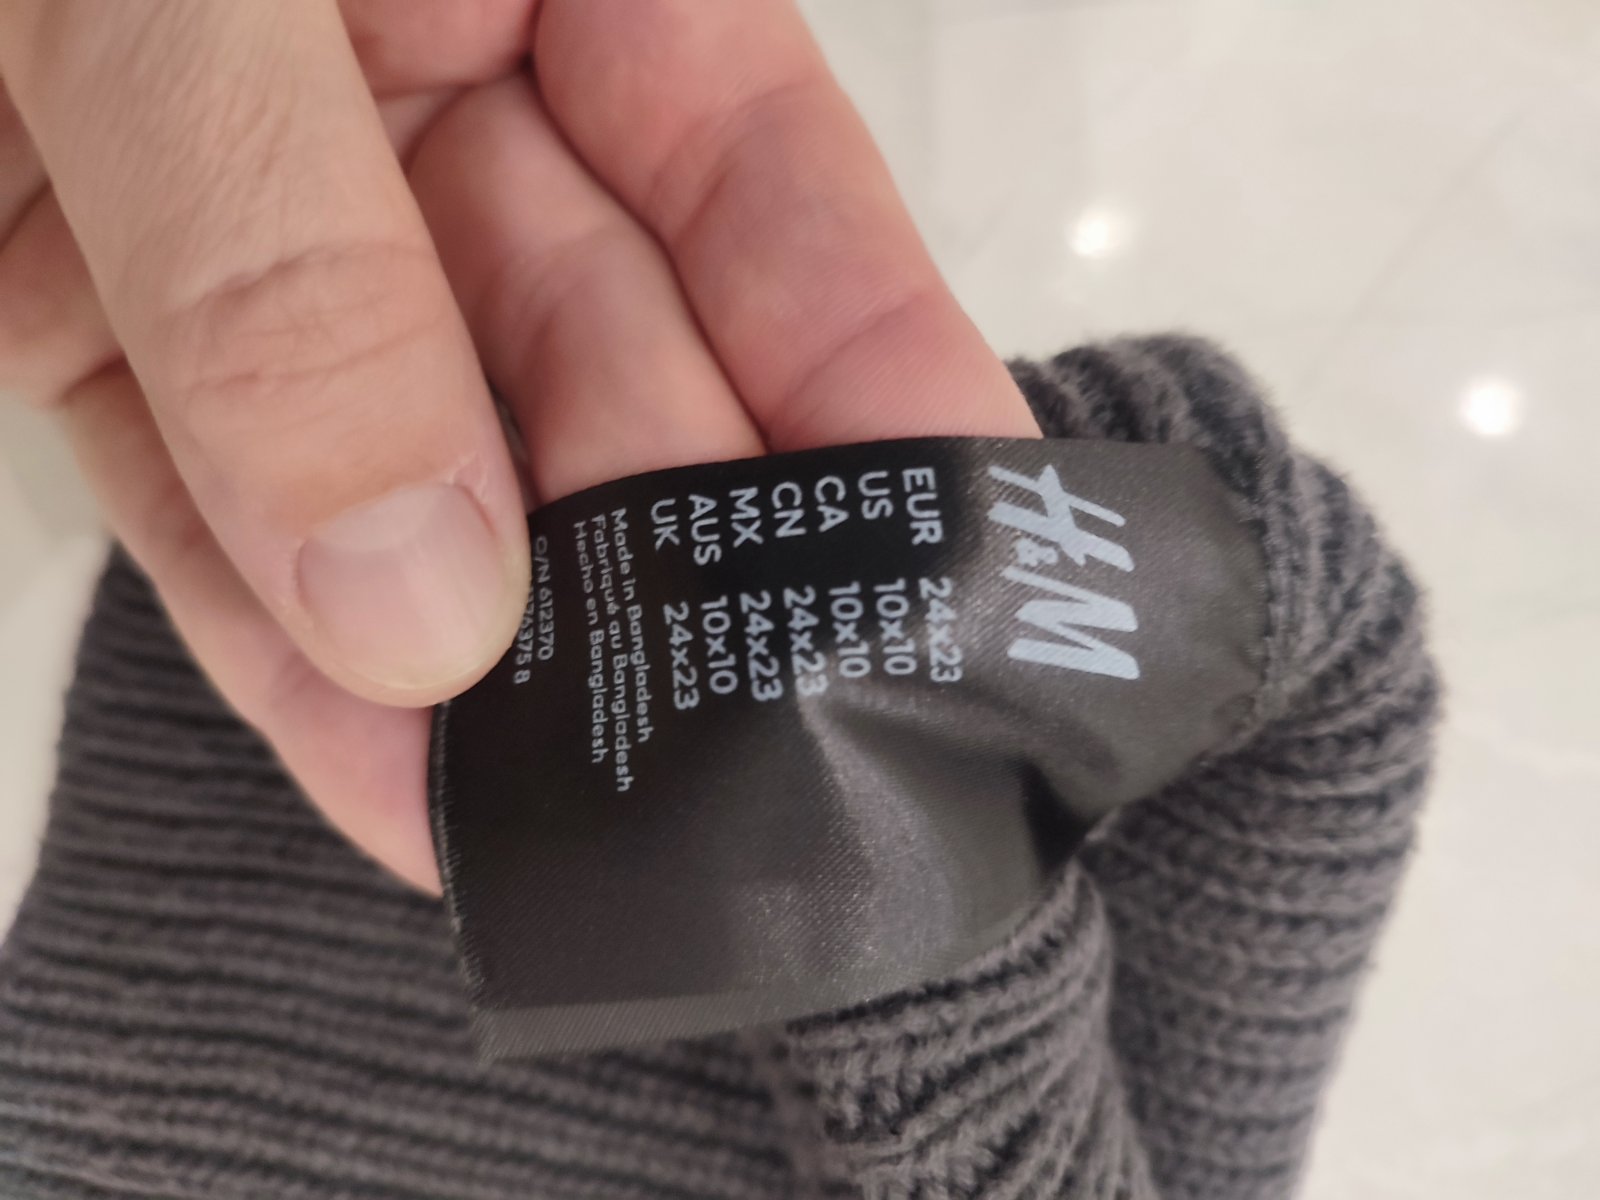 H&M
EUR 24x23
US 10x10
CA 10x10
CN 24x23
MX 24x23
AUS 10x10
UK 24x23
Made in Bangladesh
Fabriqué au Bangladesh
Hecho en Bangladesh
O/N 612370
8